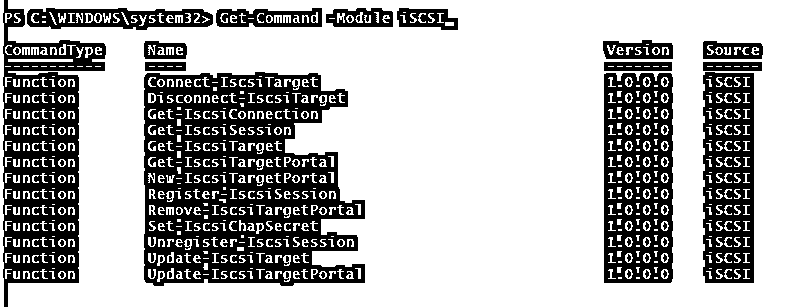 PS C:\WINDOWS\system32> Get-Command -Module iSCSI
CommandType Name Version Source
----------- ---- ------- ------
Function Connect-IscsiTarget 1.0.0.0 iSCSI
Function Disconnect-IscsiTarget 1.0.0.0 iSCSI
Function Get-IscsiConnection 1.0.0.0 iSCSI
Function Get-IscsiSession 1.0.0.0 iSCSI
Function Get-IscsiTarget 1.0.0.0 iSCSI
Function Get-IscsiTargetPortal 1.0.0.0 iSCSI
Function New-IscsiTargetPortal 1.0.0.0 iSCSI
Function Register-IscsiSession 1.0.0.0 iSCSI
Function Remove-IscsiTargetPortal 1.0.0.0 iSCSI
Function Set-IscsiChapSecret 1.0.0.0 iSCSI
Function Unregister-IscsiSession 1.0.0.0 iSCSI
Function Update-IscsiTarget 1.0.0.0 iSCSI
Function Update-IscsiTargetPortal 1.0.0.0 iSCSI